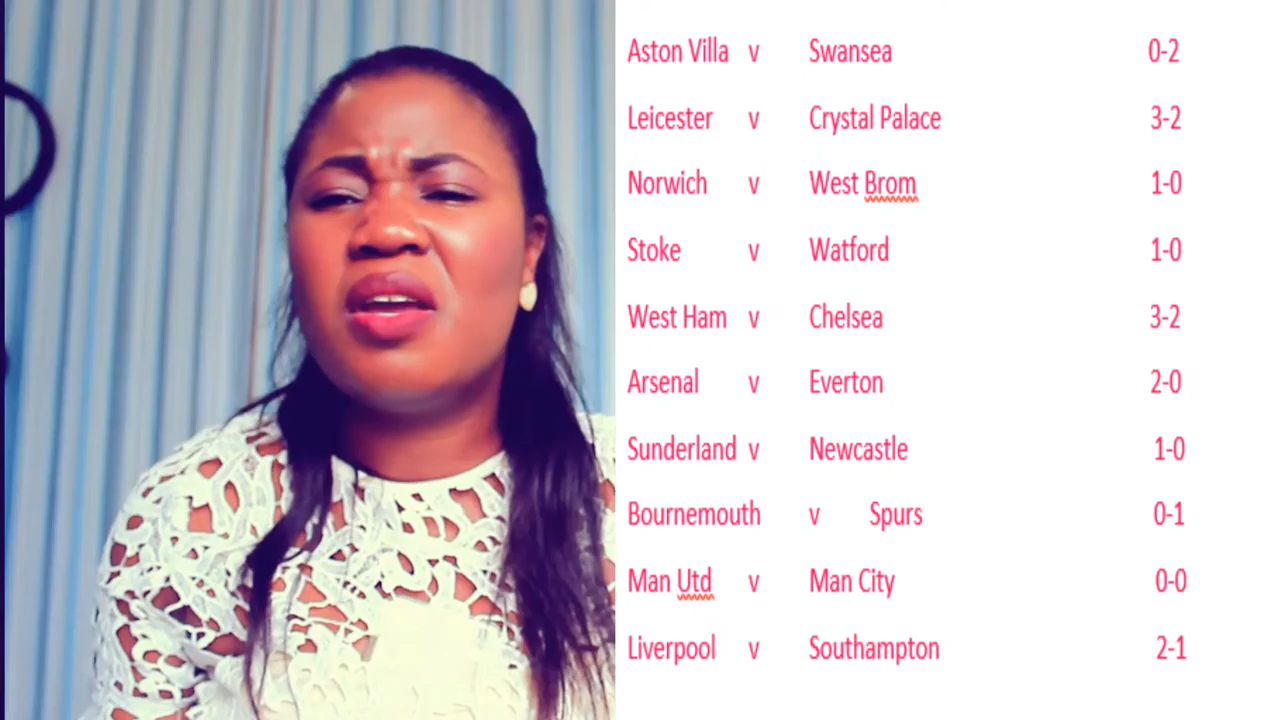 Aston Villa v Swansea 0-2
Leicester v Crystal Palace 3-2
Norwich v West Brom 1-0
Stoke v Watford 1-0
West Ham v Chelsea 3-2
Arsenal v Everton 2-0
Sunderland v Newcastle 1-0
Bournemouth v Spurs 0-1
Man Utd v Man City 0-0
Liverpool v Southampton 2-1